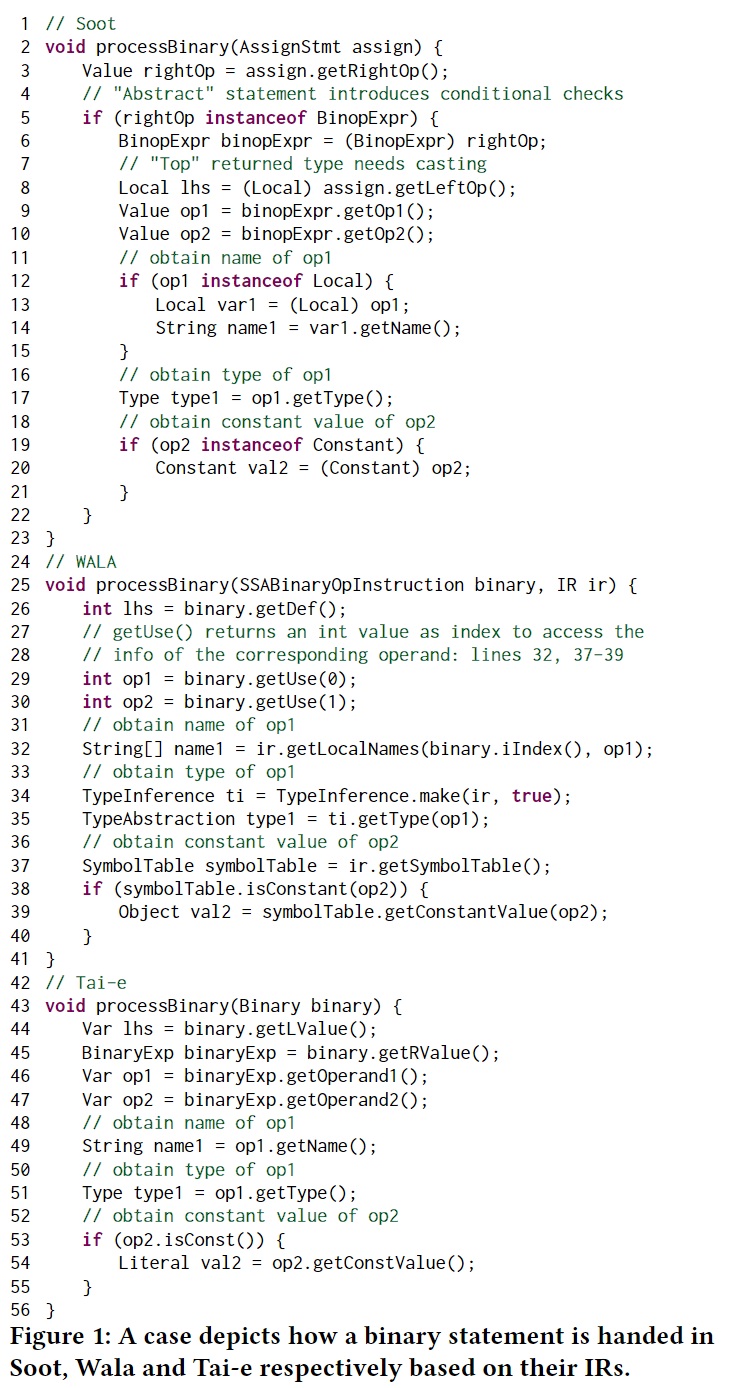 1 // Soot
2 void processBinary(AssignStmt assign) {
3     Value rightOp = assign.getRightOp();
4     // "Abstract" statement introduces conditional checks
5     if (rightOp instanceof BinopExpr) {
6         BinopExpr binopExpr = (BinopExpr) rightOp;
7         // "Top" returned type needs casting
8         Local lhs = (Local) assign.getLeftOp();
9         Value op1 = binopExpr.getOp1();
10         Value op2 = binopExpr.getOp2();
11         // obtain name of op1
12         if (op1 instanceof Local) {
13             Local var1 = (Local) op1;
14             String name1 = var1.getName();
15         }
16         // obtain type of op1
17         Type type1 = op1.getType();
18         // obtain constant value of op2
19         if (op2 instanceof Constant) {
20             Constant val2 = (Constant) op2;
21         }
22     }
23 }
24 // WALA
25 void processBinary(SSABinaryOpInstruction binary, IR ir) {
26     int lhs = binary.getDef();
27     // getUse() returns an int value as index to access the
28     // info of the corresponding operand: lines 32, 37-39
29     int op1 = binary.getUse(0);
30     int op2 = binary.getUse(1);
31     // obtain name of op1
32     String[] name1 = ir.getLocalNames(binary.iIndex(), op1);
33     // obtain type of op1
34     TypeInference ti = TypeInference.make(ir, true);
35     TypeAbstraction type1 = ti.getType(op1);
36     // obtain constant value of op2
37     SymbolTable symbolTable = ir.getSymbolTable();
38     if (symbolTable.isConstant(op2)) {
39         Object val2 = symbolTable.getConstantValue(op2);
40     }
41 }
42 // Tai-e
43 void processBinary(Binary binary) {
44     Var lhs = binary.getLValue();
45     BinaryExp binaryExp = binary.getRValue();
46     Var op1 = binaryExp.getOperand1();
47     Var op2 = binaryExp.getOperand2();
48     // obtain name of op1
49     String name1 = op1.getName();
50     // obtain type of op1
51     Type type1 = op1.getType();
52     // obtain constant value of op2
53     if (op2.isConst()) {
54         Literal val2 = op2.getConstValue();
55     }
56 }
Figure 1: A case depicts how a binary statement is handed in
Soot, Wala and Tai-e respectively based on their IRs.